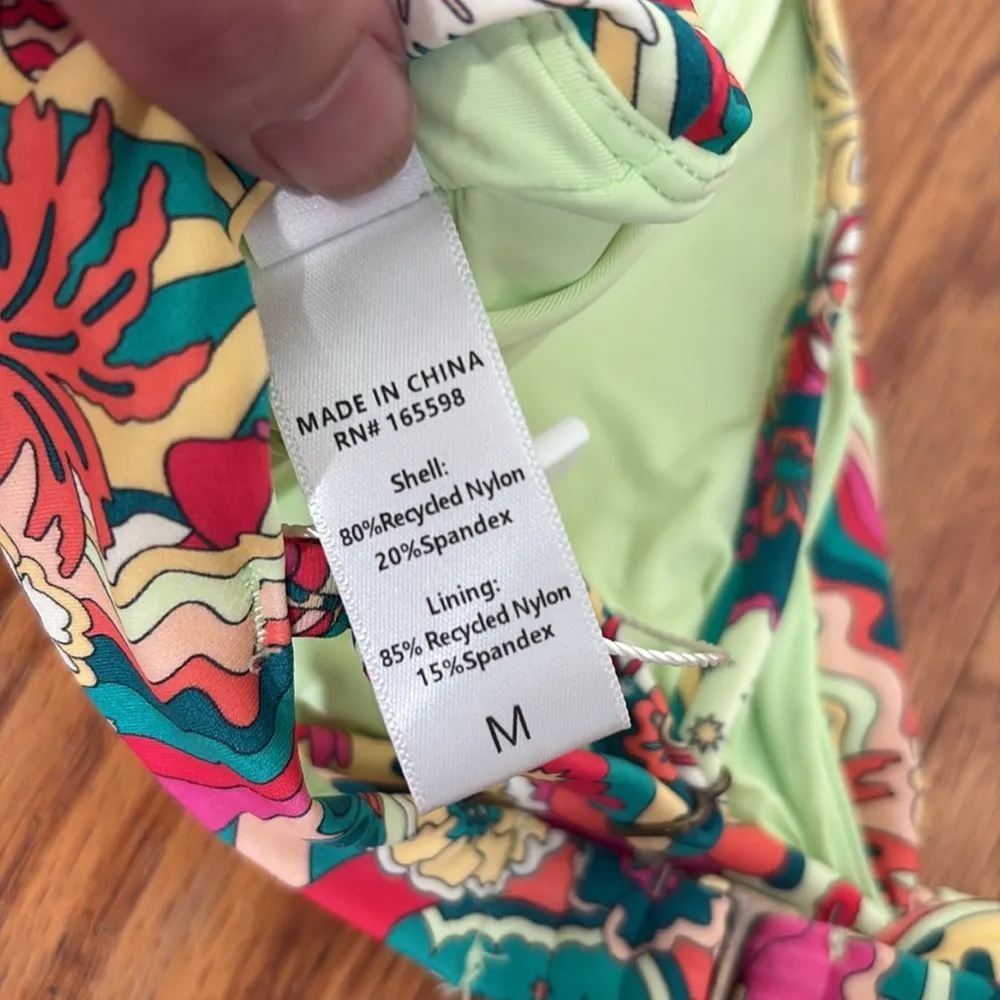 MADE IN CHINA
RN# 165598
Shell:
80%Recycled Nylon
20%Spandex
Lining:
85% Recycled Nylon
15%Spandex
M